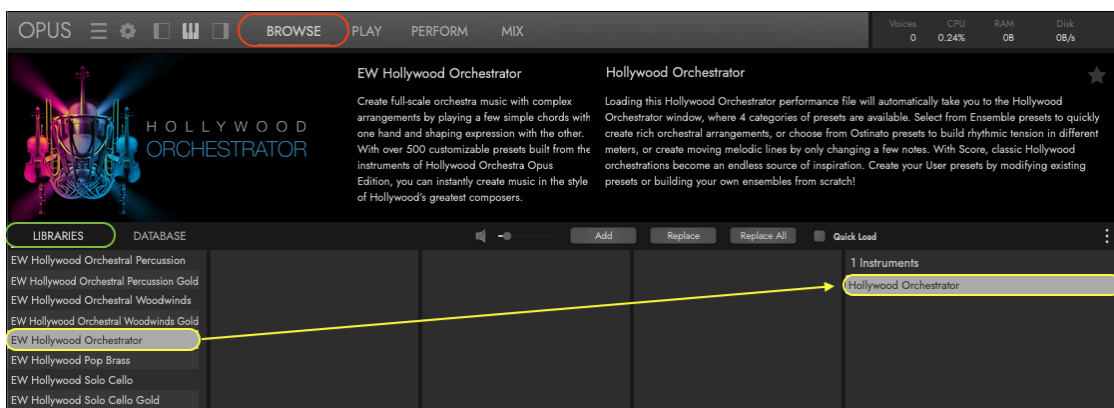 OPUS
BROWSE
PLAY
PERFORM
MIX
Voices
0
CPU
0.24%
RAM
0B
Disk
0B/s
HOLLYWOOD
ORCHESTRATOR
EW Hollywood Orchestrator
Create full-scale orchestra music with complex
arrangements by playing a few simple chords with
one hand and shaping expression with the other.
With over 500 customizable presets built from the
instruments of Hollywood Orchestra Opus
Edition, you can instantly create music in the style
of Hollywood's greatest composers.
Hollywood Orchestrator
Loading this Hollywood Orchestrator performance file will automatically take you to the Hollywood
Orchestrator window, where 4 categories of presets are available. Select from Ensemble presets to quickly
create rich orchestral arrangements, or choose from Ostinato presets to build rhythmic tension in different
meters, or create moving melodic lines by only changing a few notes. With Score, classic Hollywood
orchestrations become an endless source of inspiration. Create your User presets by modifying existing
presets or building your own ensembles from scratch!
LIBRARIES
DATABASE
Add
Replace
Replace All
Quick Load
EW Hollywood Orchestral Percussion
EW Hollywood Orchestral Percussion Gold
EW Hollywood Orchestral Woodwinds
EW Hollywood Orchestral Woodwinds Gold
EW Hollywood Orchestrator
EW Hollywood Pop Brass
EW Hollywood Solo Cello
EW Hollywood Solo Cello Gold
1 Instruments
Hollywood Orchestrator